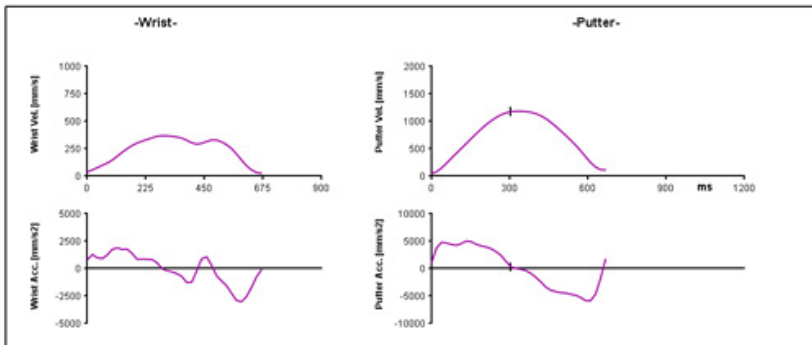 -Wrist-
-Putter-
Wrist Vel. [mm/s]
1000
750
500
250
0
0 225 450 675 900
Putter Vel. [mm/s]
2000
1500
1000
500
0
0 300 600 900 ms 1200
Wrist Acc. [mm/s2]
5000
2500
0
-2500
-5000
Putter Acc. [mm/s2]
10000
5000
0
-5000
-10000